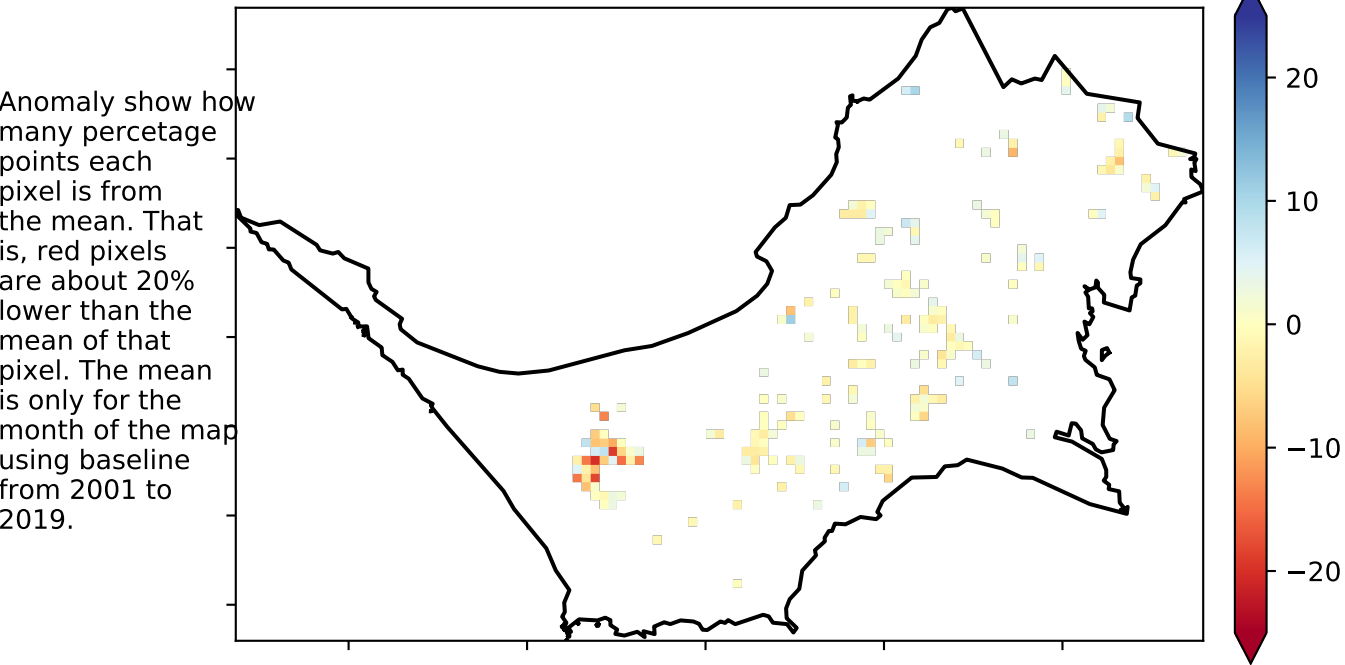 Anomaly show how
many percetage
points each
pixel is from
the mean. That
is, red pixels
are about 20%
lower than the
mean of that
pixel. The mean
is only for the
month of the map
using baseline
from 2001 to
2019.
20
10
0
−10
−20